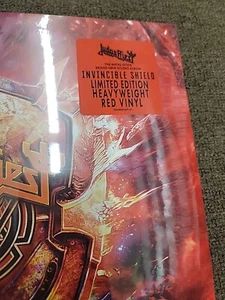 Judas Priest
INVINCIBLE SHIELD
LIMITED EDITION
HEAVYWEIGHT
RED VINYL